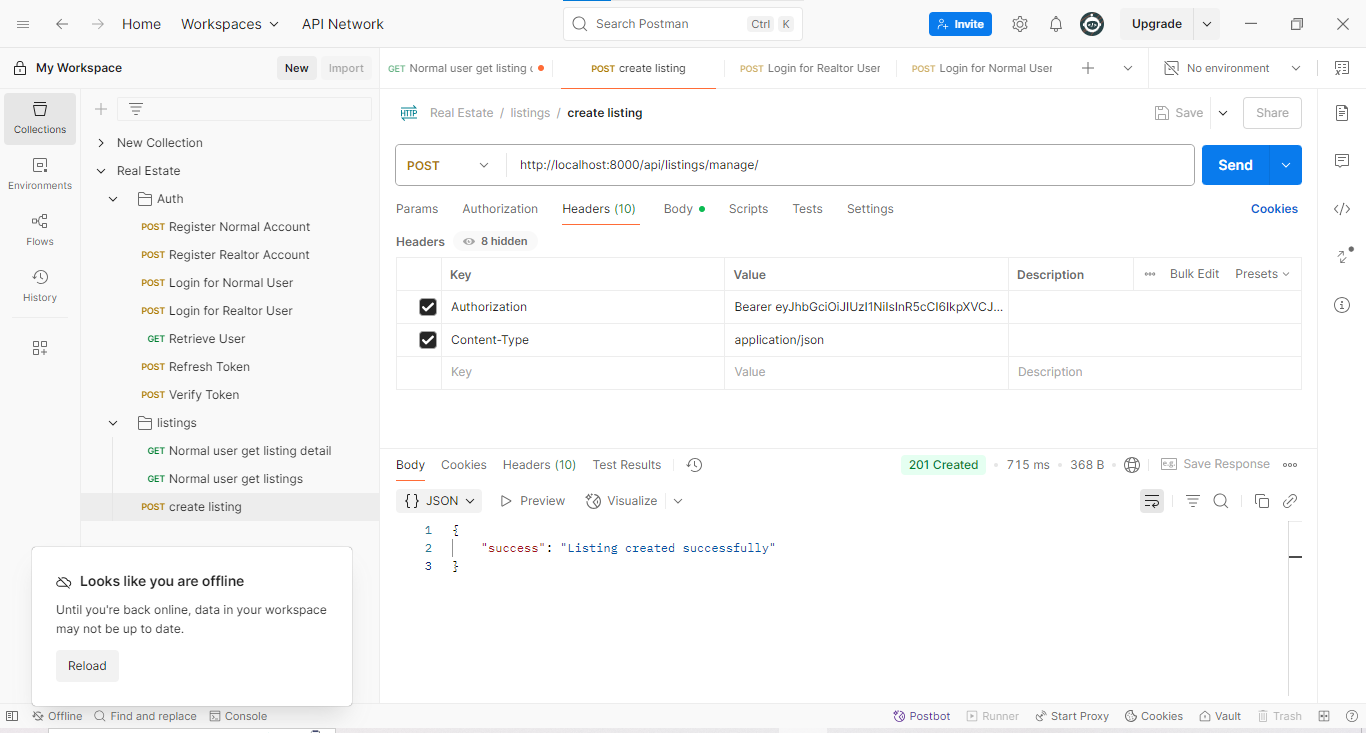 Home Workspaces API Network Search Postman Ctrl K Invite Upgrade
My Workspace New Import GET Normal user get listing POST create listing POST Login for Realtor User POST Login for Normal User No environment
Collections
Environments
Flows
History
New Collection
Real Estate
Auth
POST Register Normal Account
POST Register Realtor Account
POST Login for Normal User
POST Login for Realtor User
GET Retrieve User
POST Refresh Token
POST Verify Token
listings
GET Normal user get listing detail
GET Normal user get listings
POST create listing
Looks like you are offline
Until you're back online, data in your workspace
may not be up to date.
Reload
HTTP Real Estate / listings / create listing Save Share
POST http://localhost:8000/api/listings/manage/ Send
Params Authorization Headers (10) Body Scripts Tests Settings Cookies
Headers 8 hidden
Key Value Description Bulk Edit Presets
Authorization Bearer eyJhbGciOiJIUzI1NiIsInR5cCI6IkpXVCJ...
Content-Type application/json
Key Value Description
Body Cookies Headers (10) Test Results 201 Created 715 ms 368 B e.g. Save Response
{} JSON Preview Visualize
1 {
2 "success": "Listing created successfully"
3 }
Offline Find and replace Console Postbot Runner Start Proxy Cookies Vault Trash